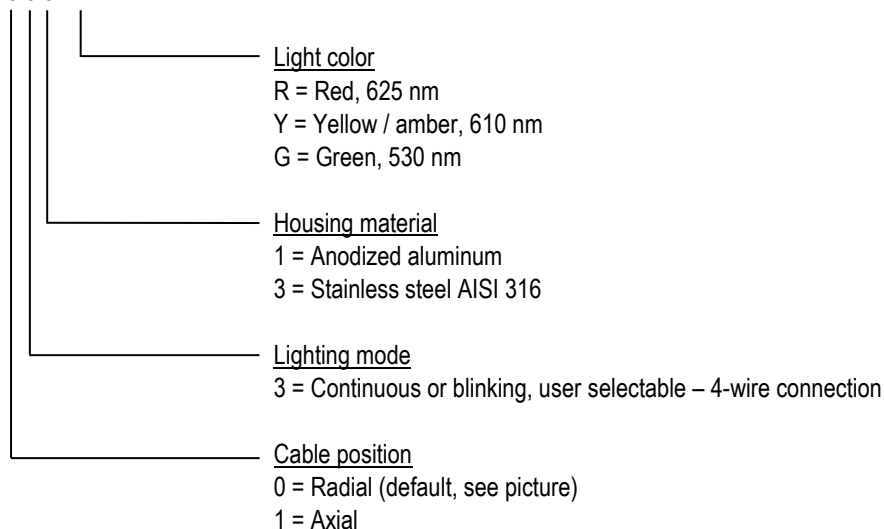 Light color
R = Red, 625 nm
Y = Yellow / amber, 610 nm
G = Green, 530 nm
Housing material
1 = Anodized aluminum
3 = Stainless steel AISI 316
Lighting mode
3 = Continuous or blinking, user selectable – 4-wire connection
Cable position
0 = Radial (default, see picture)
1 = Axial